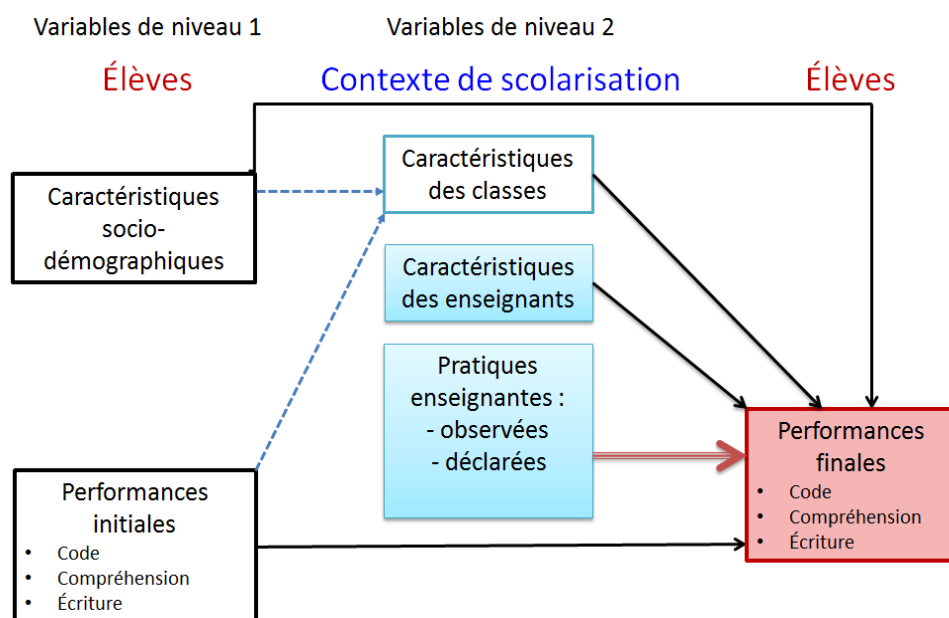 Variables de niveau 1
Variables de niveau 2
Élèves
Contexte de scolarisation
Élèves
Caractéristiques
socio-
démographiques
Caractéristiques
des classes
Caractéristiques
des enseignants
Pratiques
enseignantes :
- observées
- déclarées
Performances
initiales
• Code
• Compréhension
• Écriture
Performances
finales
• Code
• Compréhension
• Écriture